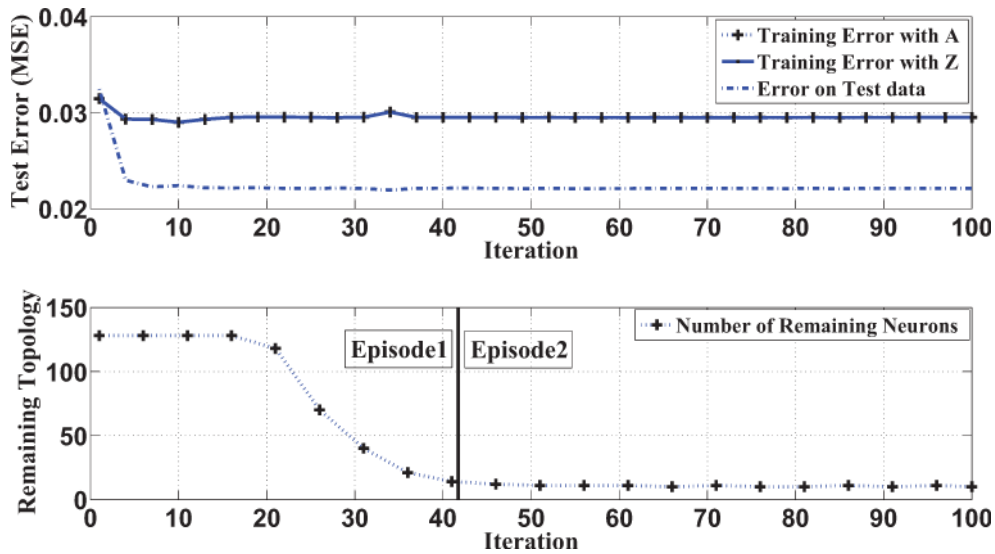 Test Error (MSE)
0.04
0.03
0.02
Training Error with A
Training Error with Z
Error on Test data
0 10 20 30 40 50 60 70 80 90 100
Iteration
Remaining Topology
150
100
50
0
Episode1
Episode2
Number of Remaining Neurons
0 10 20 30 40 50 60 70 80 90 100
Iteration